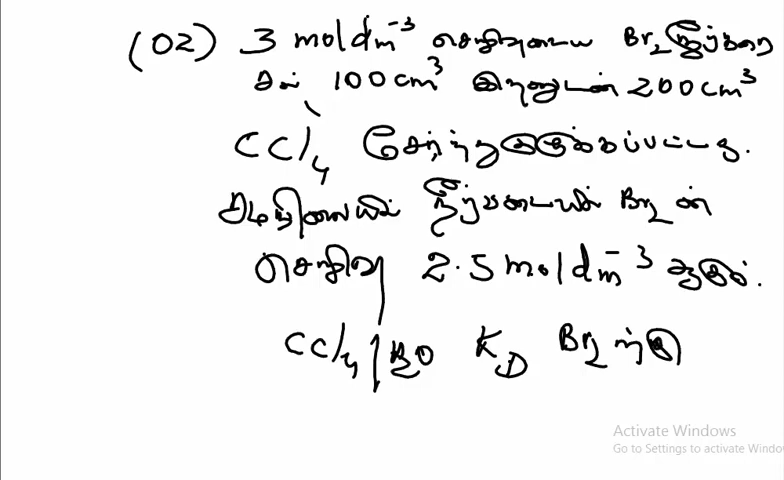 (02) 3 moldm⁻³ செறிவுடைய Br₂ நீர்க்கரை
சல் 100cm³ இனுடன் 200cm³
CCl₄ சேர்த்து குலுக்கப்பட்டது.
சமநிலையில் நீர்படையில் Br₂ ன்
செறிவு 2.5 moldm⁻³ ஆகும்.
CCl₄ | H₂O K_D Br₂ ற்கு
Activate Windows
Go to Settings to activate Windo